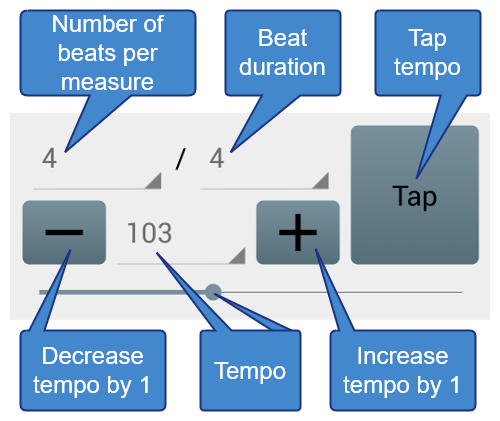 Number of
beats per
measure
Beat
duration
Tap
tempo
4 / 4
Tap
− 103 +
Decrease
tempo by 1
Tempo
Increase
tempo by 1